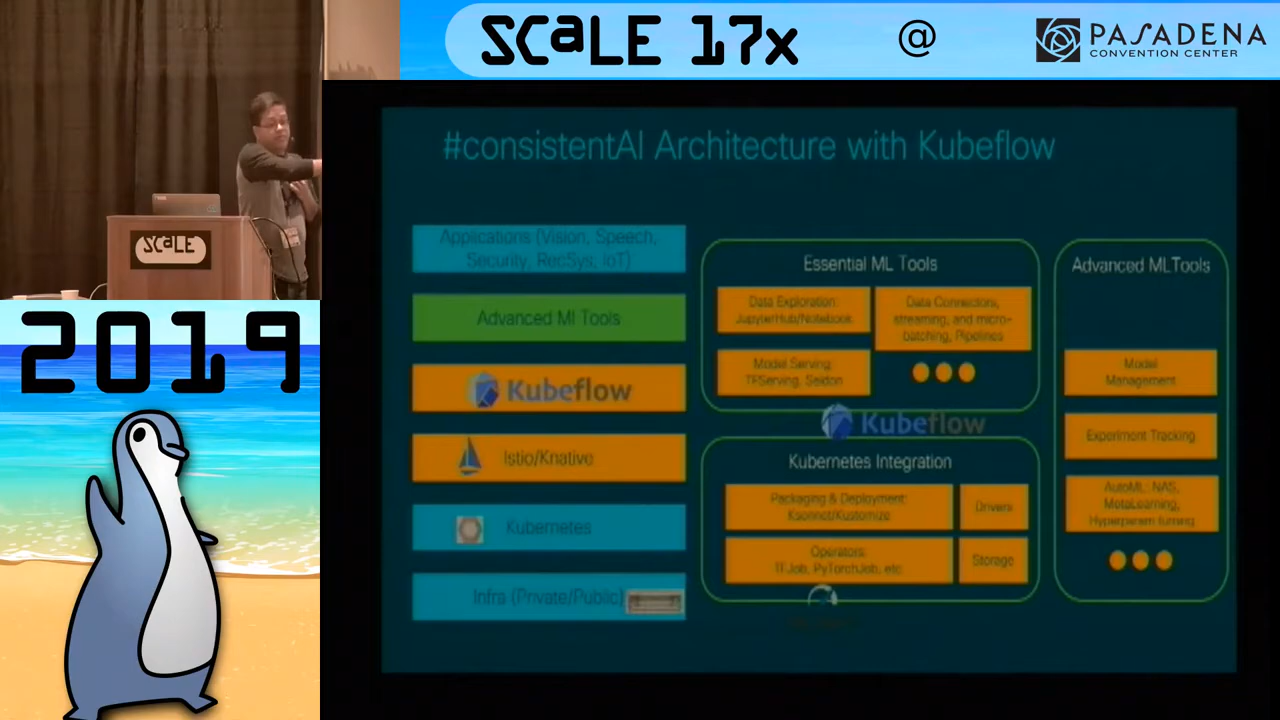 SCaLE 17x
@
PASADENA
CONVENTION CENTER
SCaLE
2019
#consistentAI Architecture with Kubeflow
Applications (Vision, Speech,
Security, RecSys, IoT)
Advanced Ml Tools
Kubeflow
Istio/Knative
Kubernetes
Infra (Private/Public)
Essential ML Tools
Data Exploration:
JupyterHub/Notebook
Data Connectors,
streaming, and micro-
batching, Pipelines
Model Serving:
TFServing, Seldon
Kubeflow
Kubernetes Integration
Packaging & Deployment:
Ksonnet/Kustomize
Drivers
Operators:
TFJob, PyTorchJob, etc
Storage
Advanced MLTools
Model
Management
Experiment Tracking
AutoML: NAS,
MetaLearning,
Hyperparam turning